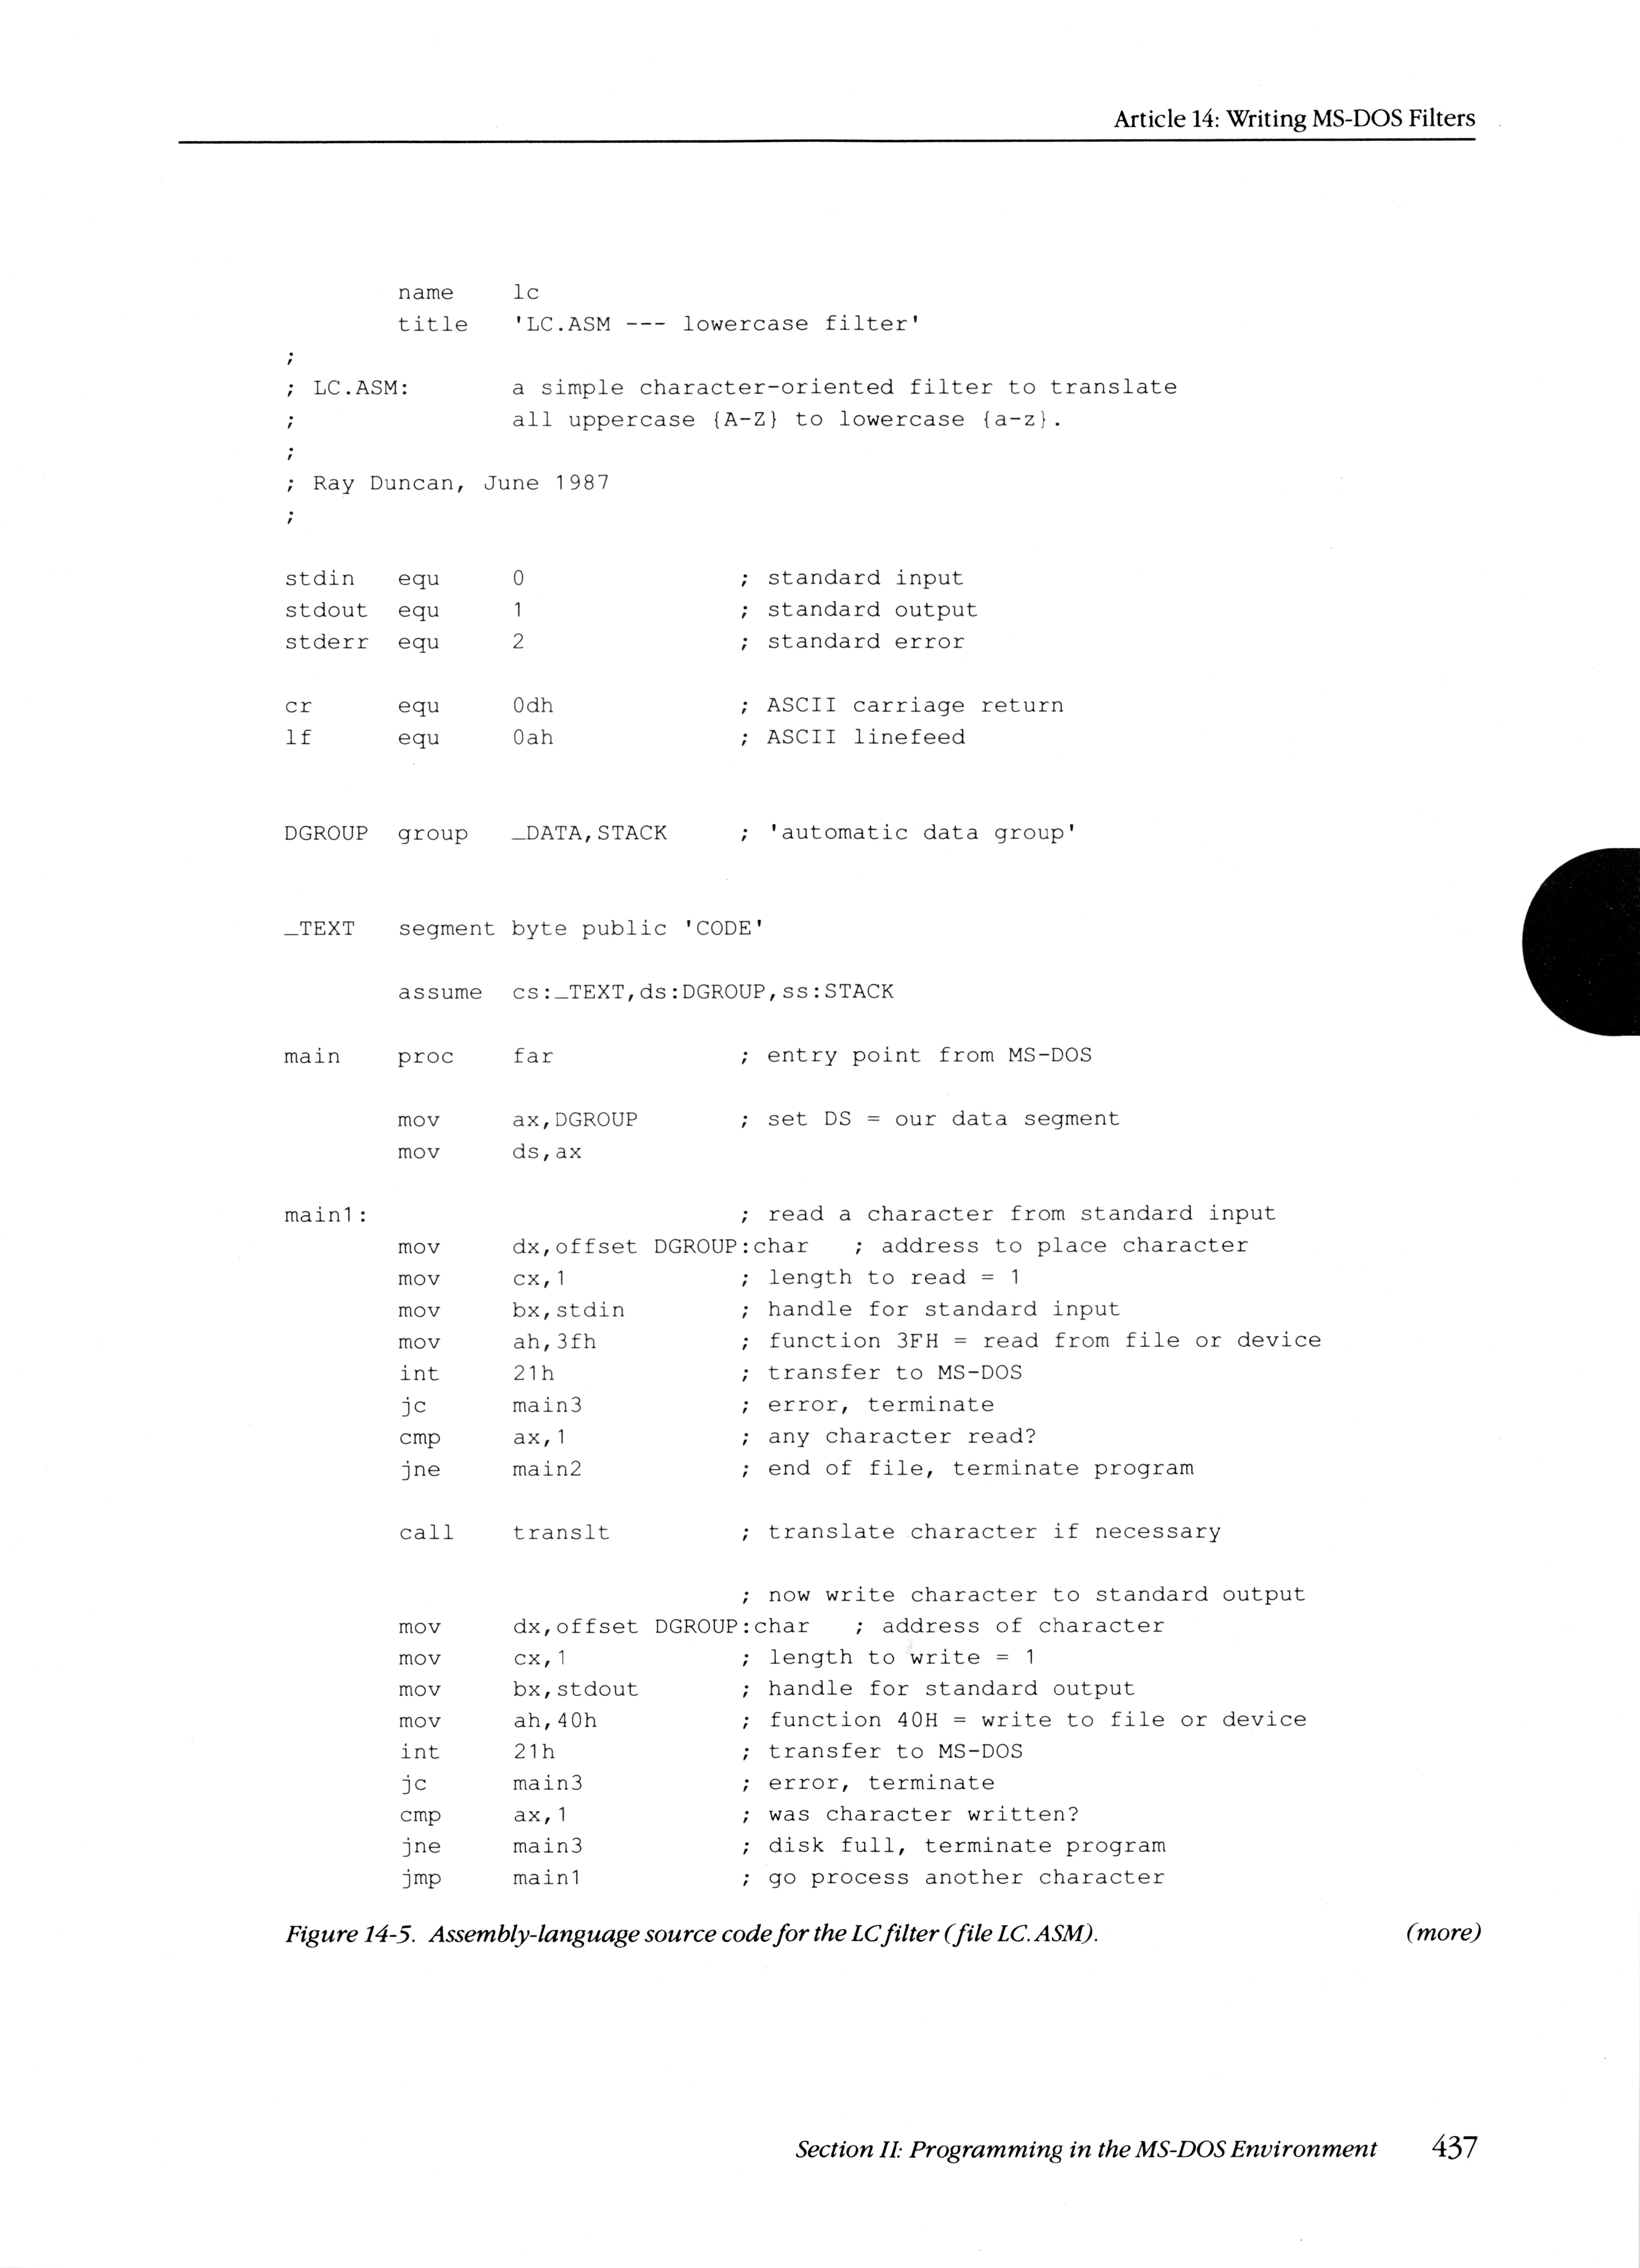 Article 14: Writing MS-DOS Filters
        name    lc
        title   'LC.ASM --- lowercase filter'
;
; LC.ASM:       a simple character-oriented filter to translate
;               all uppercase {A-Z} to lowercase {a-z}.
;
; Ray Duncan, June 1987
;
stdin   equ     0               ; standard input
stdout  equ     1               ; standard output
stderr  equ     2               ; standard error
cr      equ     0dh             ; ASCII carriage return
lf      equ     0ah             ; ASCII linefeed
DGROUP  group   _DATA,STACK     ; 'automatic data group'
_TEXT   segment byte public 'CODE'
        assume  cs:_TEXT,ds:DGROUP,ss:STACK
main    proc    far             ; entry point from MS-DOS
        mov     ax,DGROUP       ; set DS = our data segment
        mov     ds,ax
main1:                          ; read a character from standard input
        mov     dx,offset DGROUP:char   ; address to place character
        mov     cx,1            ; length to read = 1
        mov     bx,stdin        ; handle for standard input
        mov     ah,3fh          ; function 3FH = read from file or device
        int     21h             ; transfer to MS-DOS
        jc      main3           ; error, terminate
        cmp     ax,1            ; any character read?
        jne     main2           ; end of file, terminate program
        call    translt         ; translate character if necessary
                                ; now write character to standard output
        mov     dx,offset DGROUP:char   ; address of character
        mov     cx,1            ; length to write = 1
        mov     bx,stdout       ; handle for standard output
        mov     ah,40h          ; function 40H = write to file or device
        int     21h             ; transfer to MS-DOS
        jc      main3           ; error, terminate
        cmp     ax,1            ; was character written?
        jne     main3           ; disk full, terminate program
        jmp     main1           ; go process another character
Figure 14-5. Assembly-language source code for the LC filter (file LC.ASM). (more)
Section II: Programming in the MS-DOS Environment 437